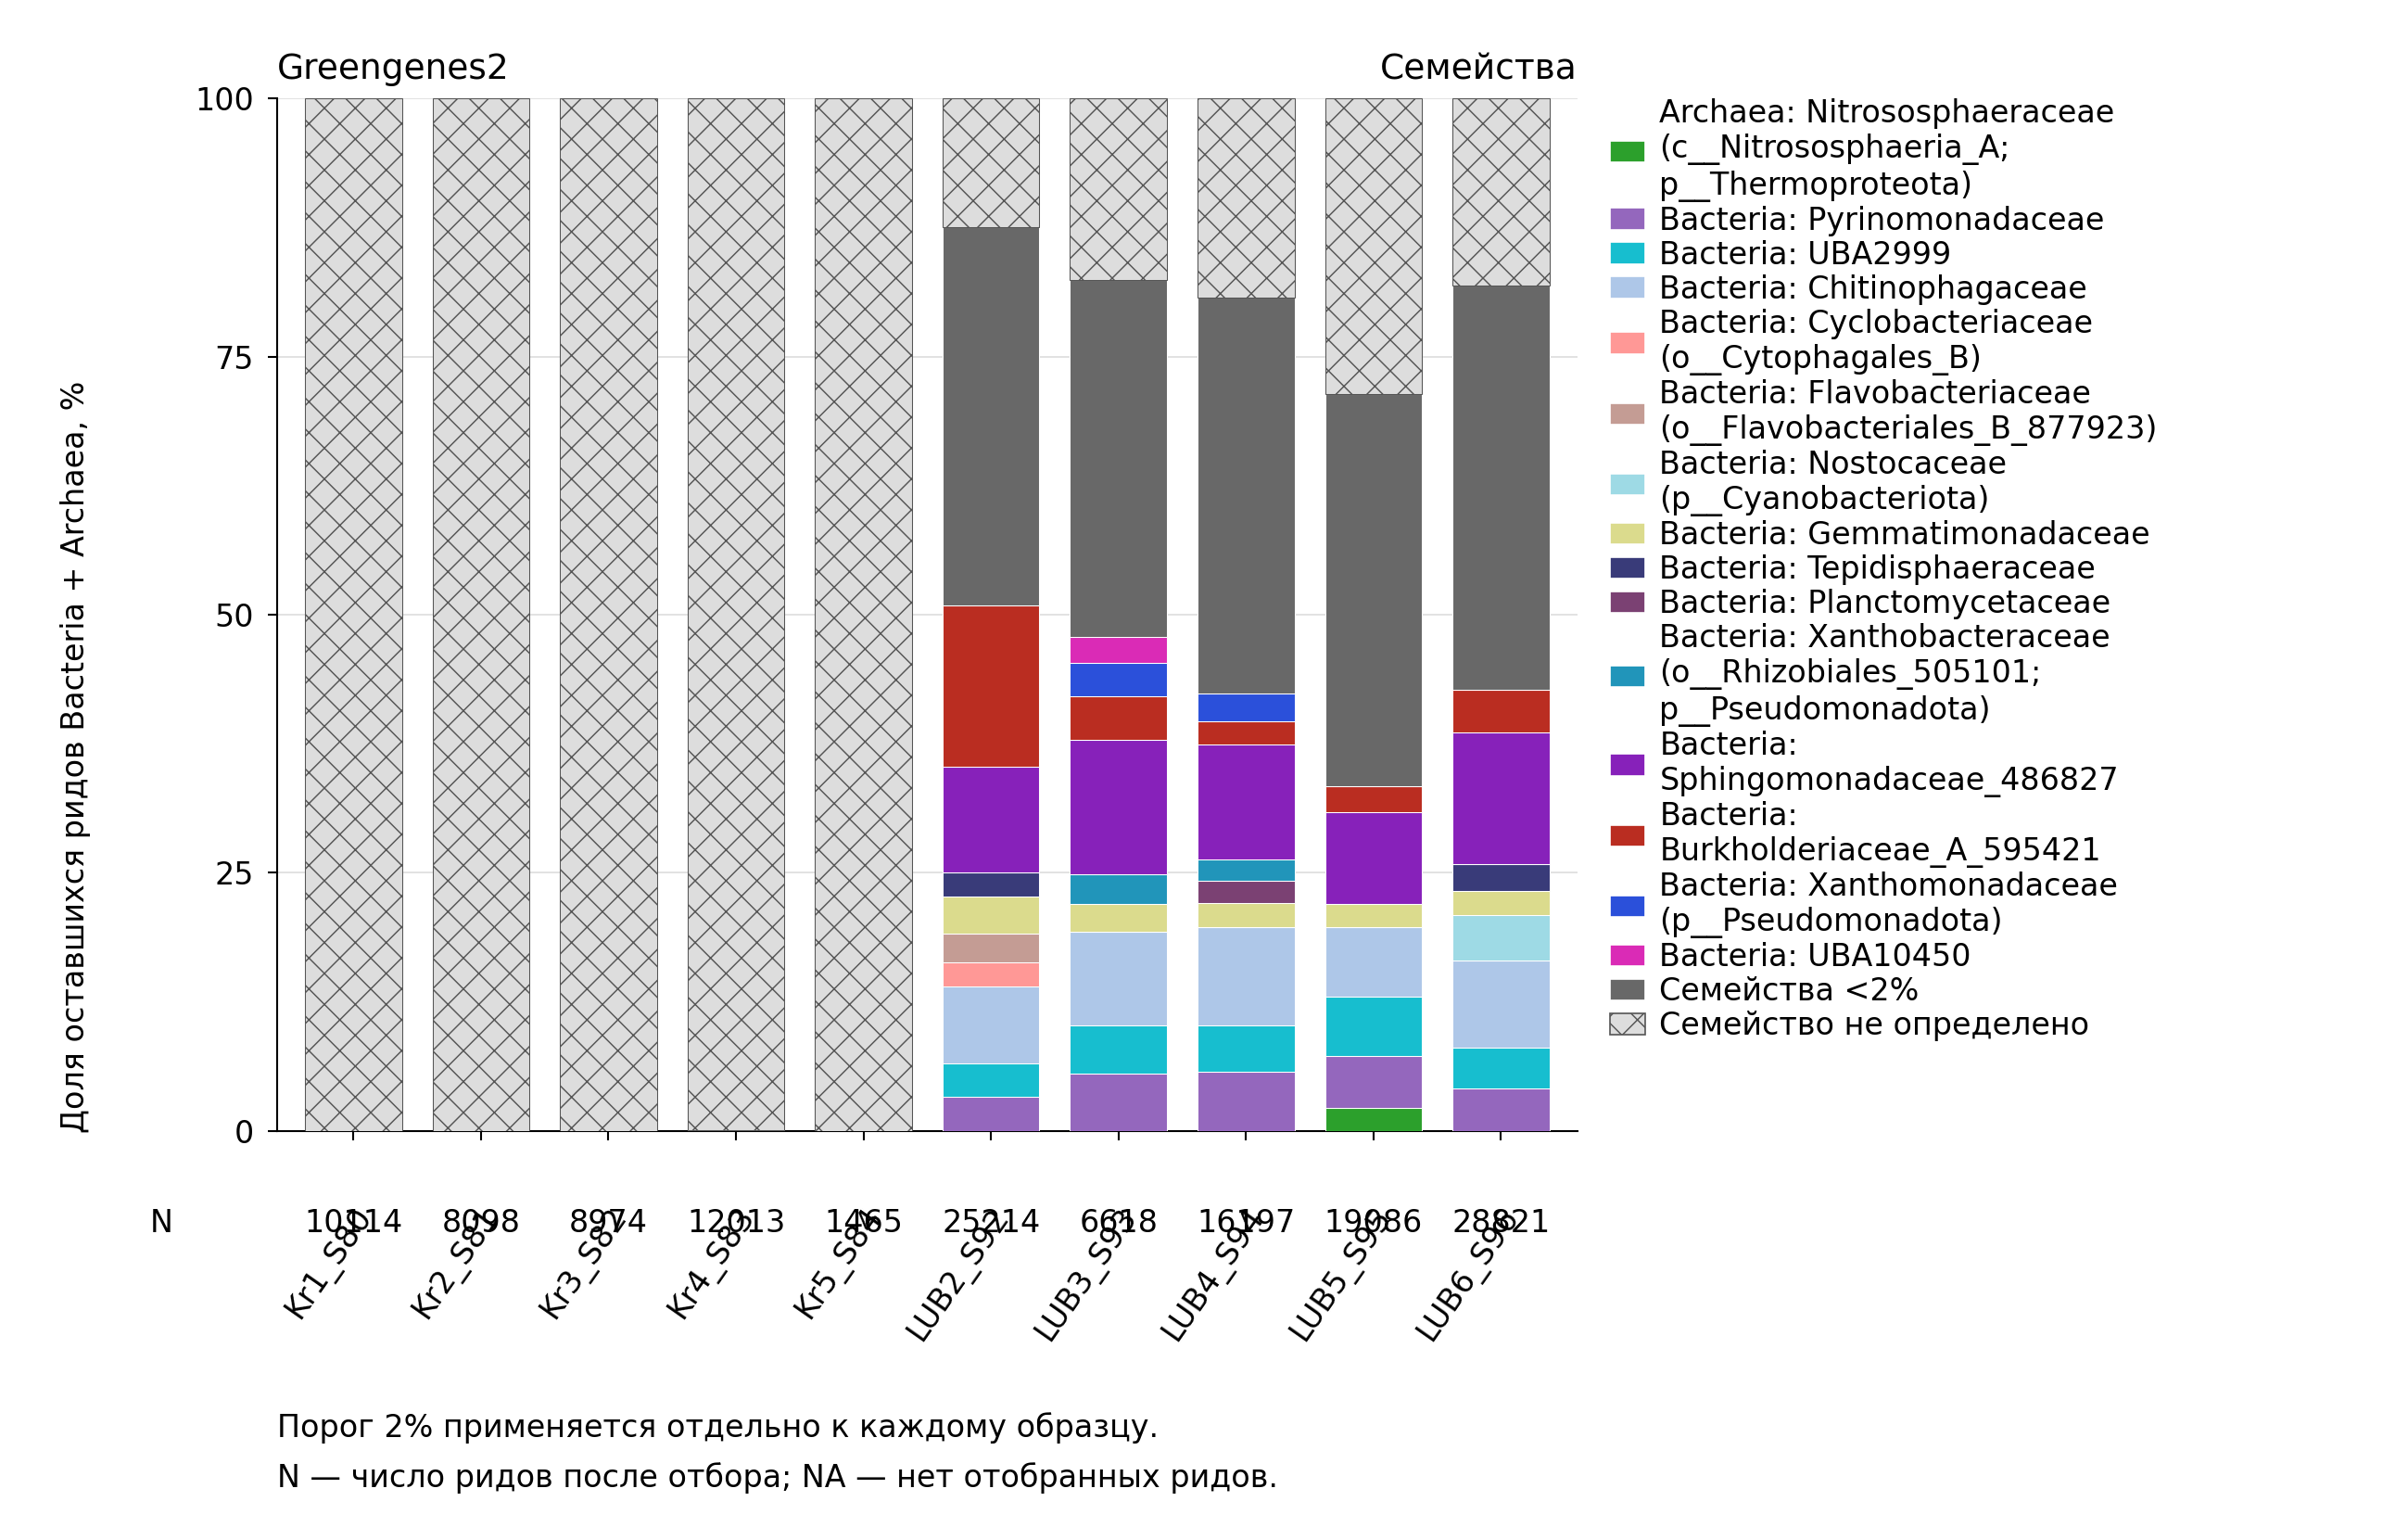 Greengenes2
Семейства
Доля оставшихся ридов Bacteria + Archaea, %
100
75
50
25
0
Archaea: Nitrososphaeraceae
(c__Nitrososphaeria_A;
p__Thermoproteota)
Bacteria: Pyrinomonadaceae
Bacteria: UBA2999
Bacteria: Chitinophagaceae
Bacteria: Cyclobacteriaceae
(o__Cytophagales_B)
Bacteria: Flavobacteriaceae
(o__Flavobacteriales_B_877923)
Bacteria: Nostocaceae
(p__Cyanobacteriota)
Bacteria: Gemmatimonadaceae
Bacteria: Tepidisphaeraceae
Bacteria: Planctomycetaceae
Bacteria: Xanthobacteraceae
(o__Rhizobiales_505101;
p__Pseudomonadota)
Bacteria:
Sphingomonadaceae_486827
Bacteria:
Burkholderiaceae_A_595421
Bacteria: Xanthomonadaceae
(p__Pseudomonadota)
Bacteria: UBA10450
Семейства <2%
Семейство не определено
N
10114
8098
8974
12013
1465
25214
6618
16197
19086
28821
Порог 2% применяется отдельно к каждому образцу.
N — число ридов после отбора; NA — нет отобранных ридов.